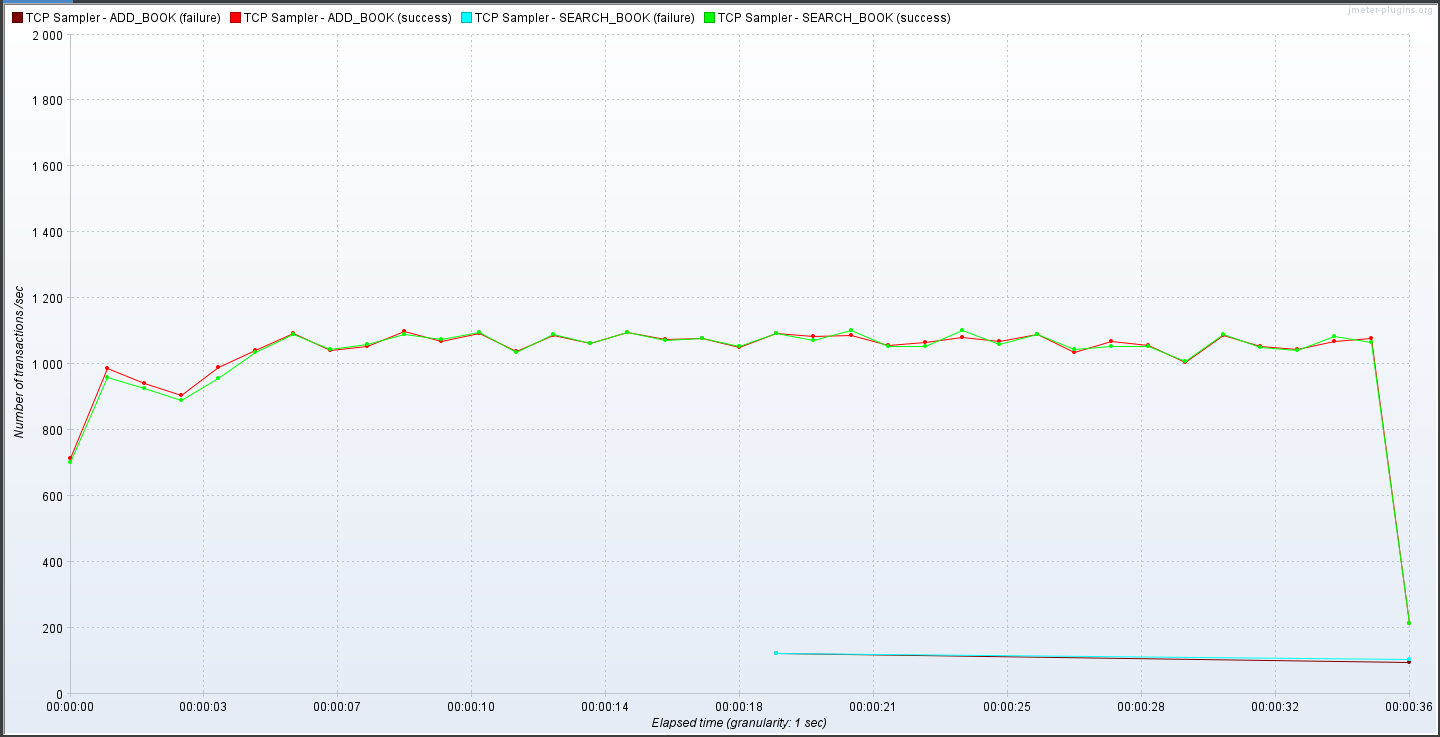 jmeter-plugins.org
TCP Sampler - ADD_BOOK (failure) TCP Sampler - ADD_BOOK (success) TCP Sampler - SEARCH_BOOK (failure) TCP Sampler - SEARCH_BOOK (success)
2 000
1 800
1 600
1 400
1 200
1 000
800
600
400
200
0
Number of transactions /sec
00:00:00 00:00:03 00:00:07 00:00:10 00:00:14 00:00:18 00:00:21 00:00:25 00:00:28 00:00:32 00:00:36
Elapsed time (granularity: 1 sec)